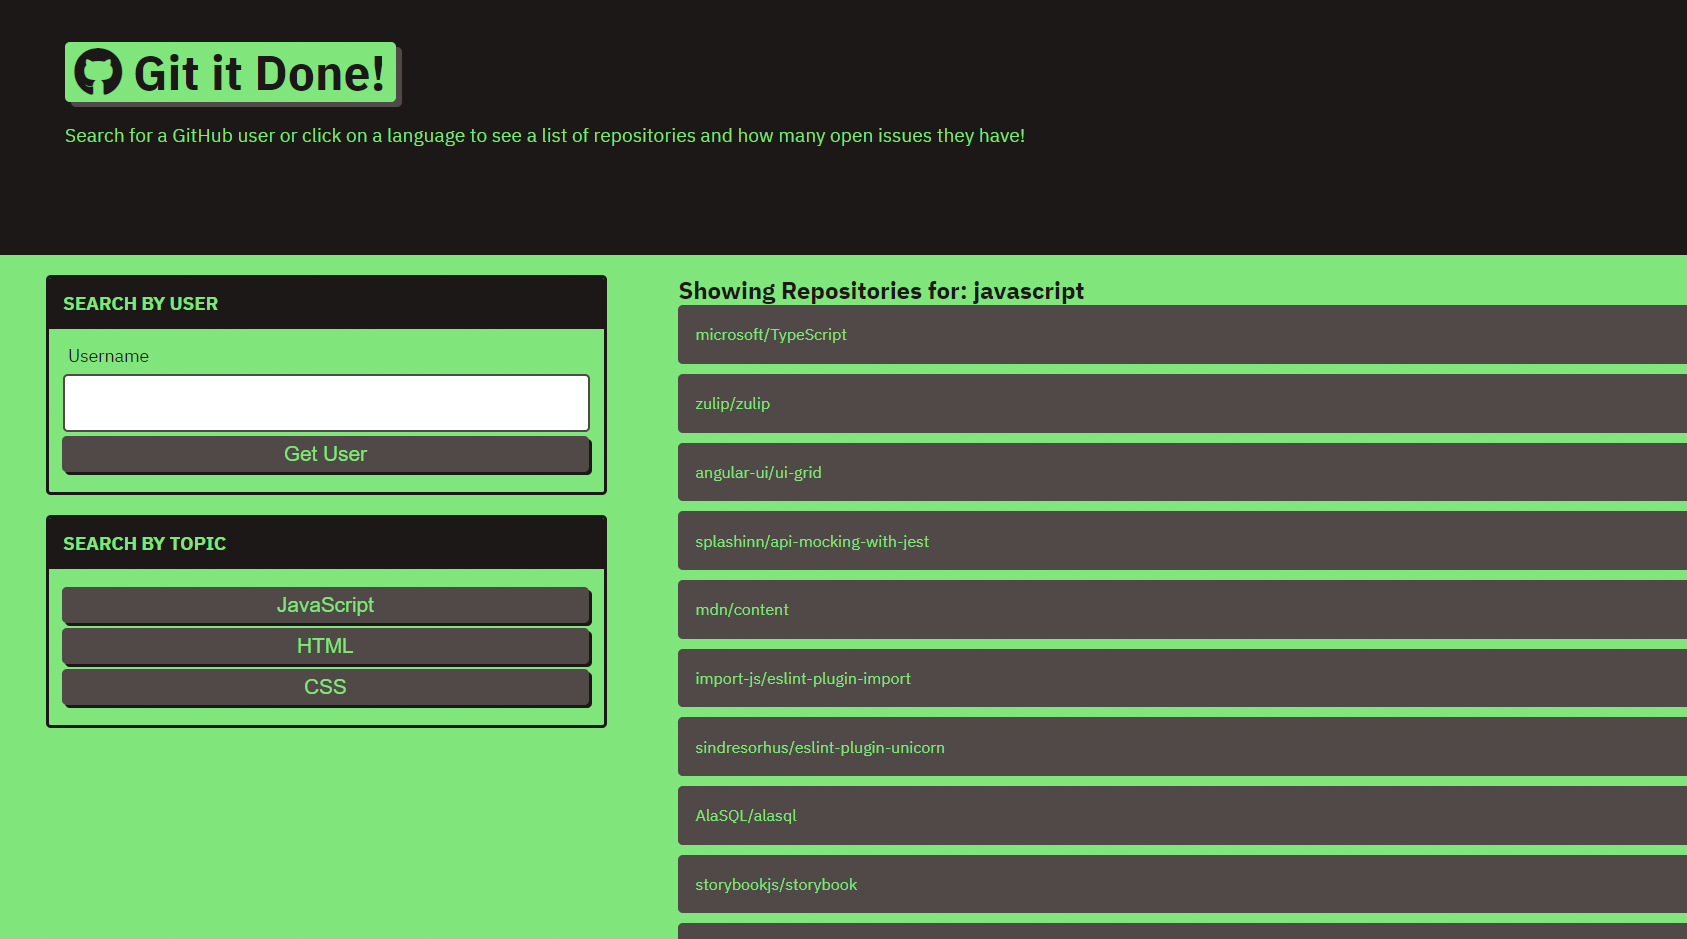 Git it Done!
Search for a GitHub user or click on a language to see a list of repositories and how many open issues they have!
SEARCH BY USER
Username
Get User
SEARCH BY TOPIC
JavaScript
HTML
CSS
Showing Repositories for: javascript
microsoft/TypeScript
zulip/zulip
angular-ui/ui-grid
splashinn/api-mocking-with-jest
mdn/content
import-js/eslint-plugin-import
sindresorhus/eslint-plugin-unicorn
AlaSQL/alasql
storybookjs/storybook